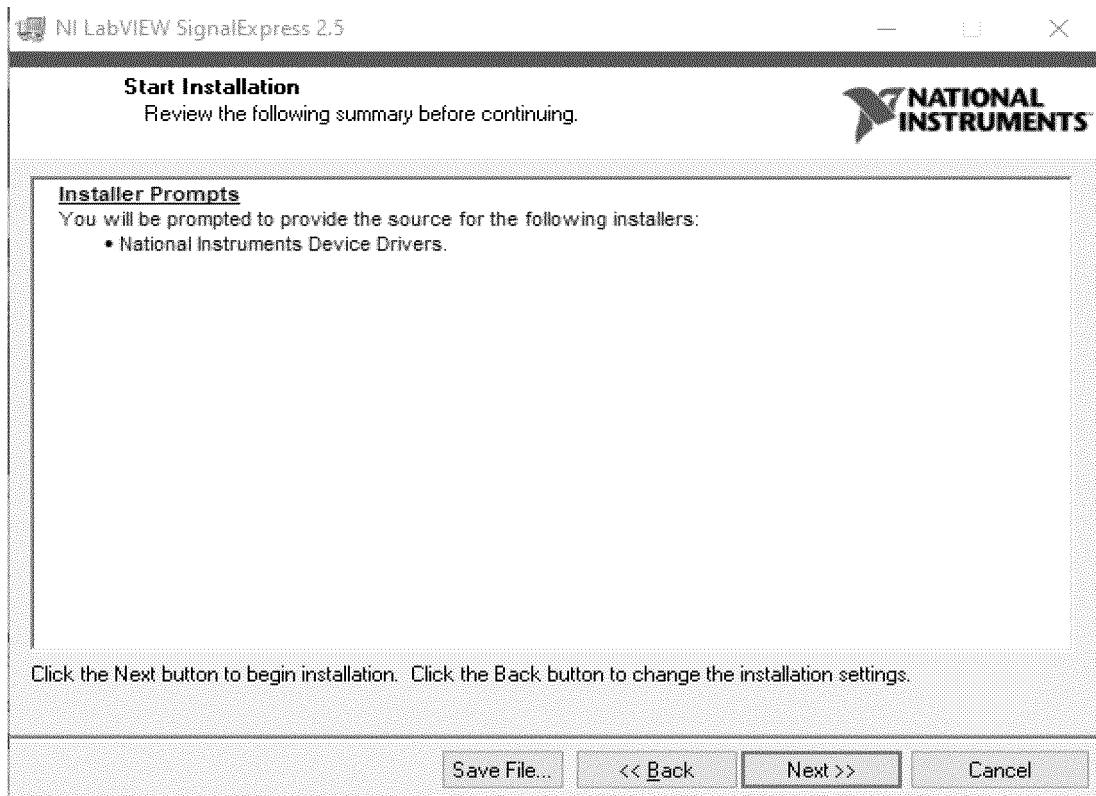 NI LabVIEW SignalExpress 2.5
Start Installation
Review the following summary before continuing.
NATIONAL
INSTRUMENTS
Installer Prompts
You will be prompted to provide the source for the following installers:
• National Instruments Device Drivers.
Click the Next button to begin installation. Click the Back button to change the installation settings.
Save File... << Back Next >> Cancel